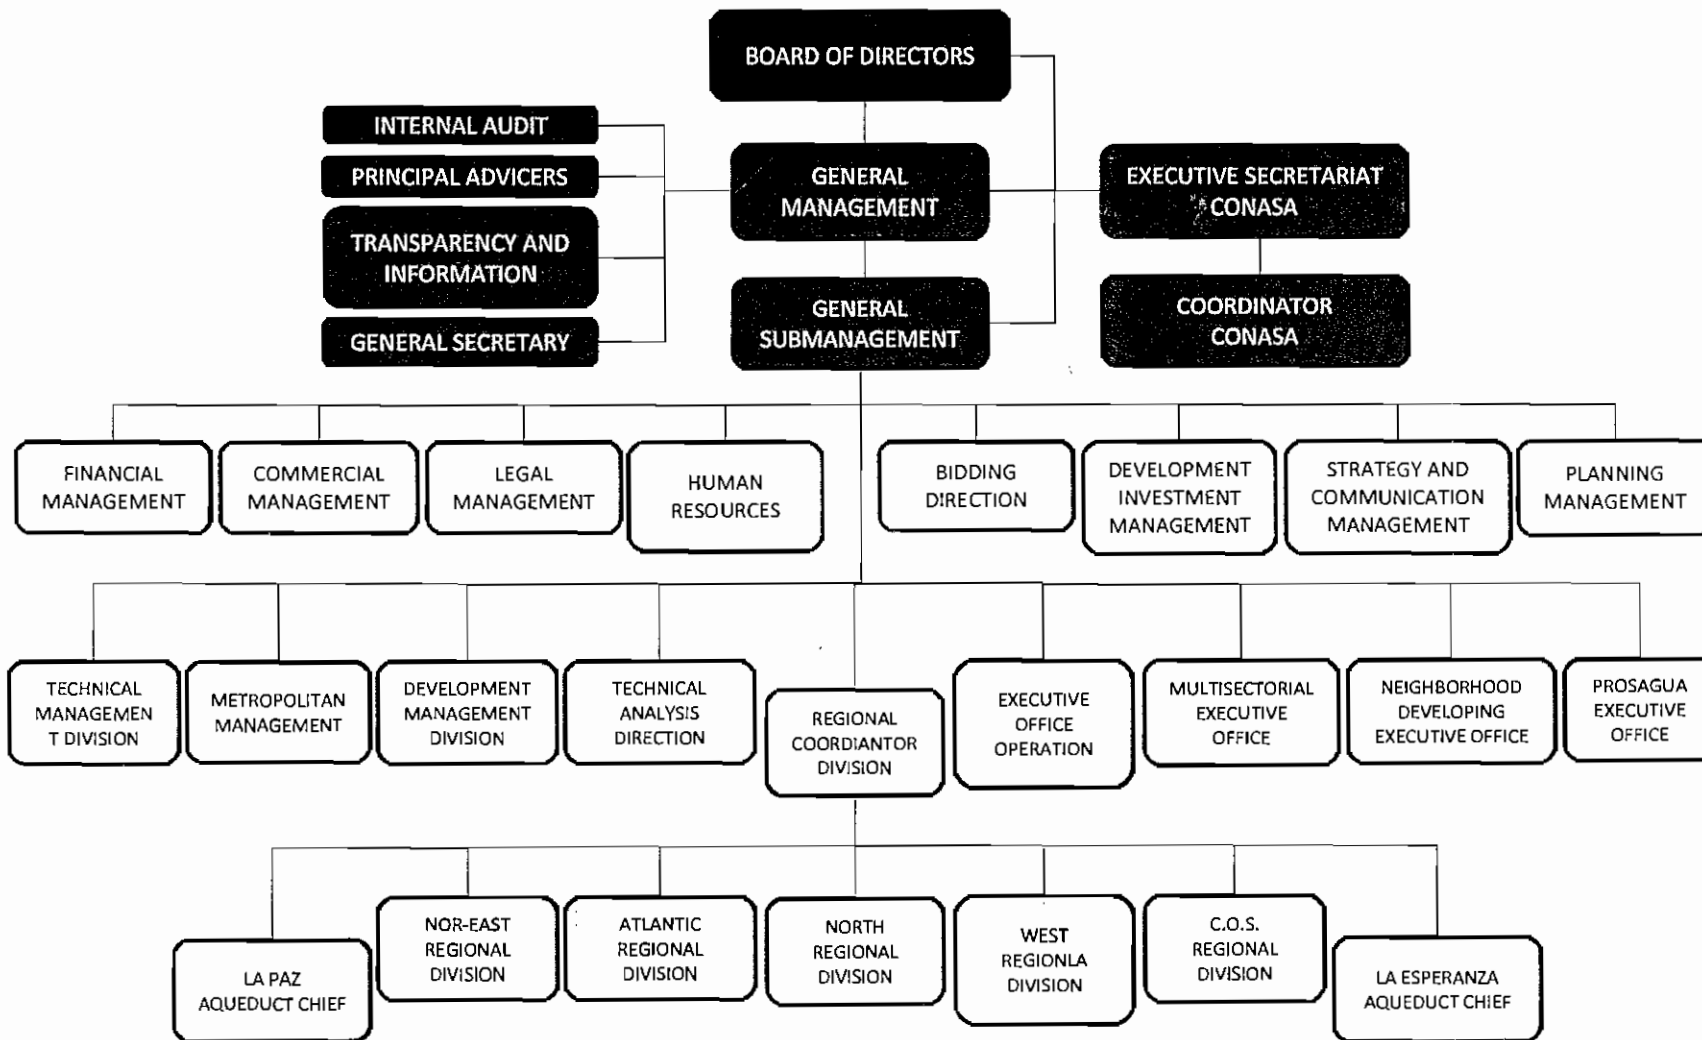 BOARD OF DIRECTORS
INTERNAL AUDIT
PRINCIPAL ADVICERS
TRANSPARENCY AND
INFORMATION
GENERAL SECRETARY
GENERAL
MANAGEMENT
EXECUTIVE SECRETARIAT
CONASA
GENERAL
SUBMANAGEMENT
COORDINATOR
CONASA
FINANCIAL
MANAGEMENT
COMMERCIAL
MANAGEMENT
LEGAL
MANAGEMENT
HUMAN
RESOURCES
BIDDING
DIRECTION
DEVELOPMENT
INVESTMENT
MANAGEMENT
STRATEGY AND
COMMUNICATION
MANAGEMENT
PLANNING
MANAGEMENT
TECHNICAL
MANAGEMEN
T DIVISION
METROPOLITAN
MANAGEMENT
DEVELOPMENT
MANAGEMENT
DIVISION
TECHNICAL
ANALYSIS
DIRECTION
REGIONAL
COORDIANTOR
DIVISION
EXECUTIVE
OFFICE
OPERATION
MULTISECTORIAL
EXECUTIVE
OFFICE
NEIGHBORHOOD
DEVELOPING
EXECUTIVE OFFICE
PROSAGUA
EXECUTIVE
OFFICE
LA PAZ
AQUEDUCT CHIEF
NOR-EAST
REGIONAL
DIVISION
ATLANTIC
REGIONAL
DIVISION
NORTH
REGIONAL
DIVISION
WEST
REGIONLA
DIVISION
C.O.S.
REGIONAL
DIVISION
LA ESPERANZA
AQUEDUCT CHIEF